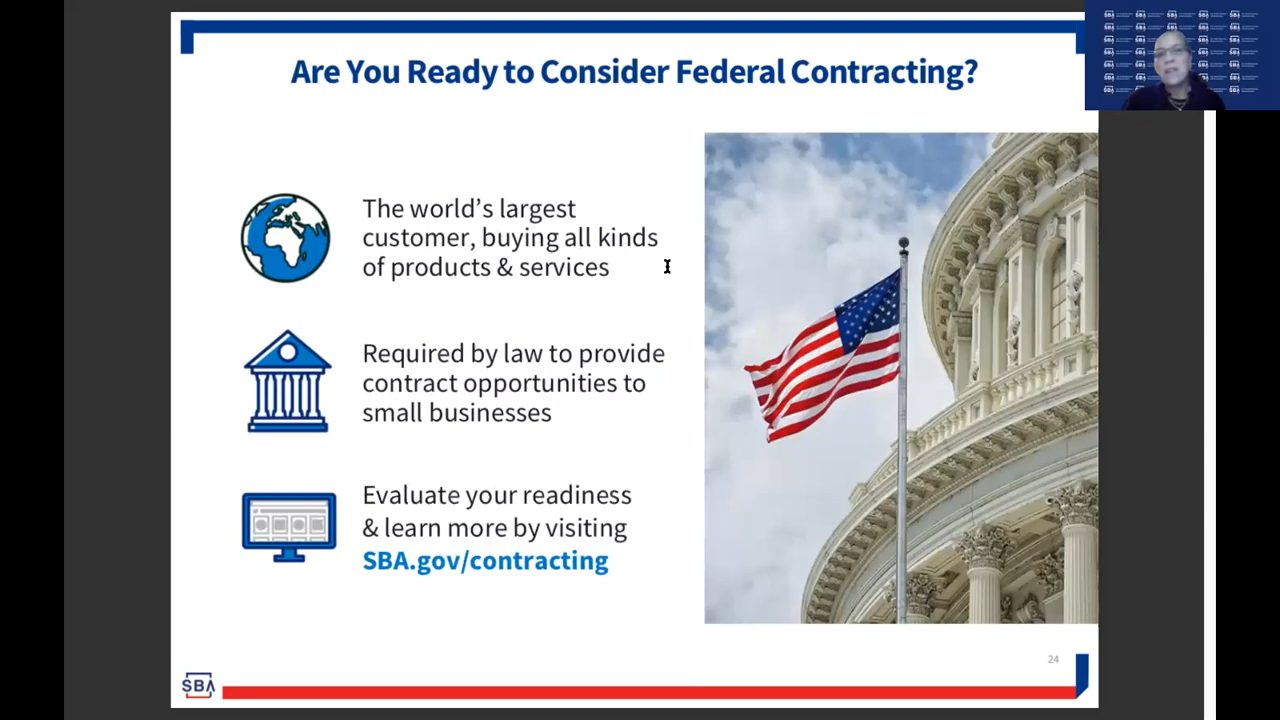 Are You Ready to Consider Federal Contracting?
The world’s largest
customer, buying all kinds
of products & services
Required by law to provide
contract opportunities to
small businesses
Evaluate your readiness
& learn more by visiting
SBA.gov/contracting
24
SBA